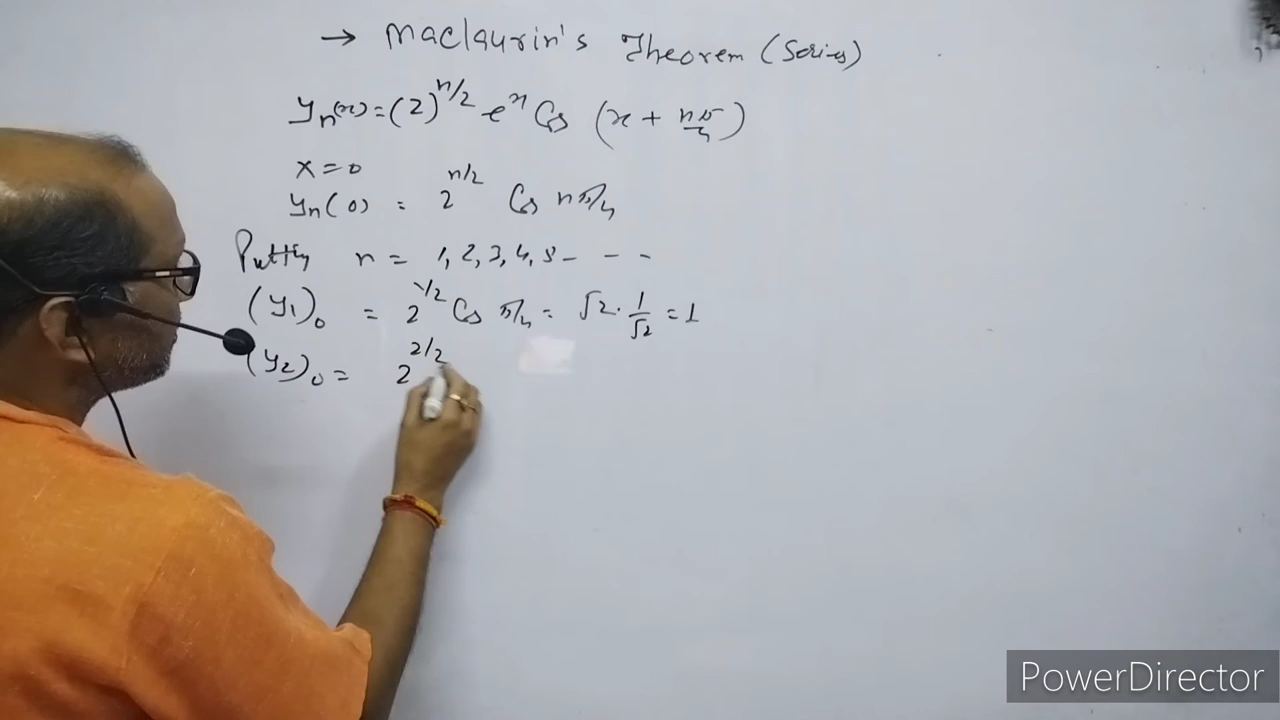 → Maclaurin's Theorem (Series)
yₙ(x) = (2)^{n/2} eˣ Cos (x + nπ/4)
x = 0
yₙ(0) = 2^{n/2} Cos nπ/4
Putting n = 1, 2, 3, 4, 5 - - -
(y₁)₀ = 2^{1/2} Cos π/4 = √2 · 1/√2 = 1
(y₂)₀ = 2^{2/2}
PowerDirector